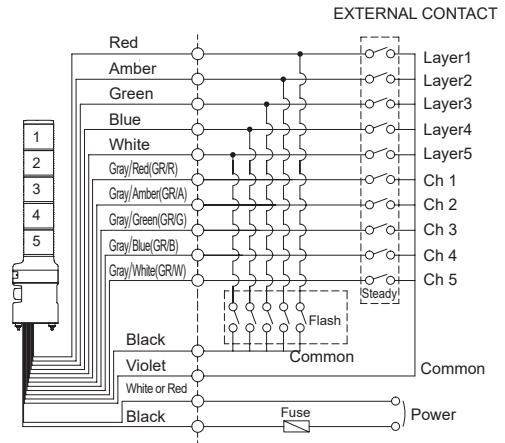 EXTERNAL CONTACT
Red
Layer1
Amber
Layer2
Green
Layer3
Blue
Layer4
White
Layer5
Gray/Red(GR/R)
Ch 1
Gray/Amber(GR/A)
Ch 2
Gray/Green(GR/G)
Ch 3
Gray/Blue(GR/B)
Ch 4
Gray/White(GR/W)
Ch 5
1
2
3
4
5
Steady
Flash
Black
Common
Violet
Common
White or Red
Black
Fuse
Power